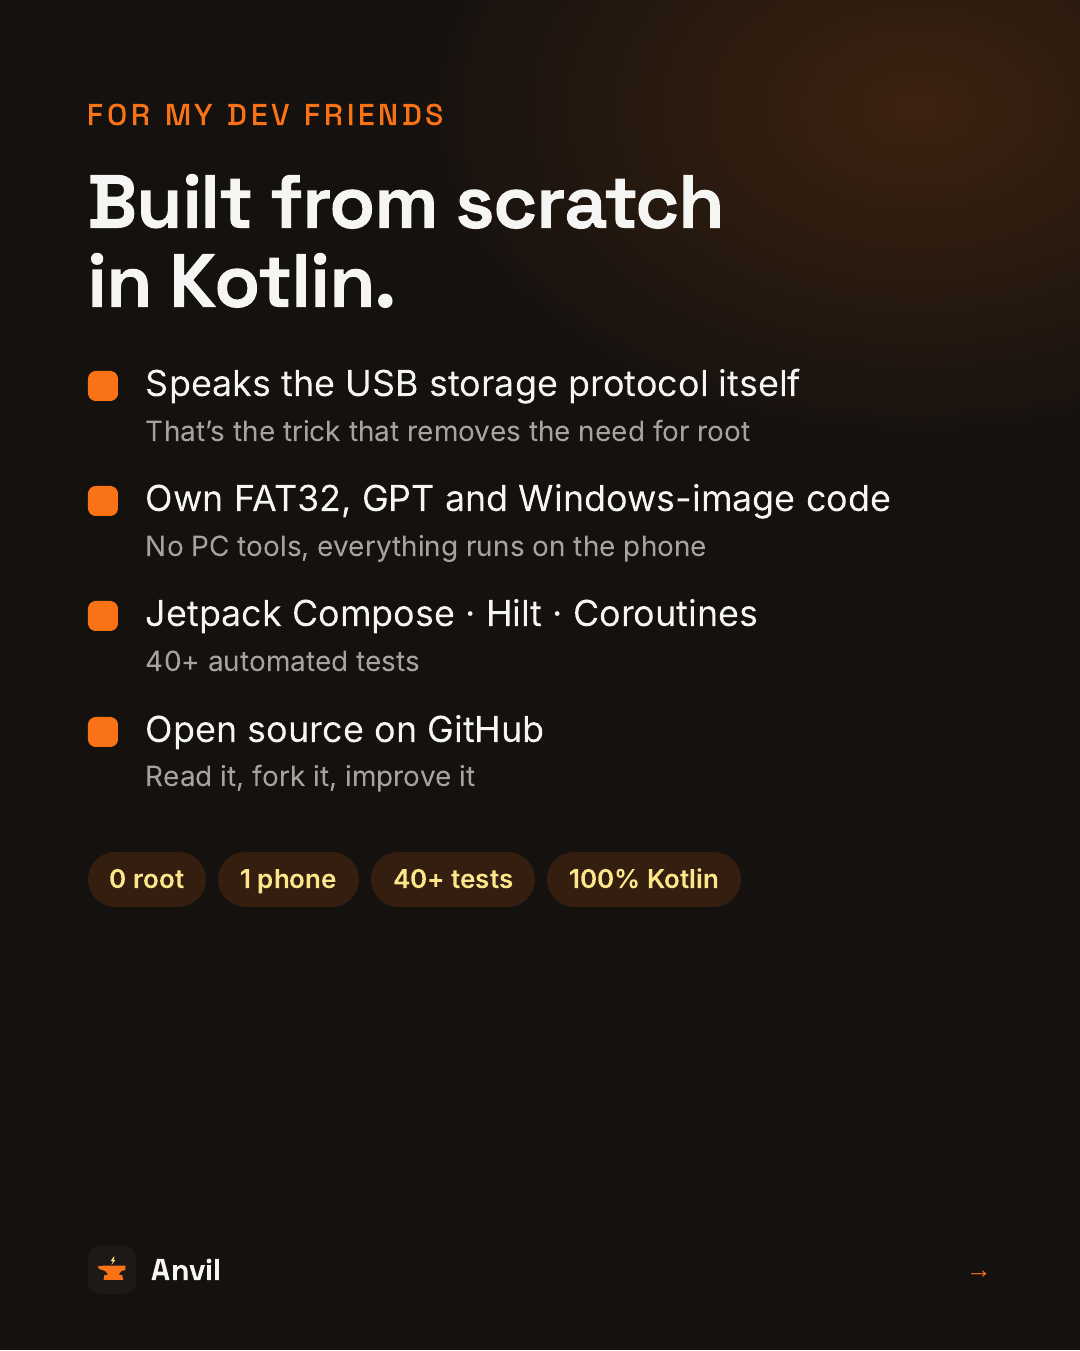 FOR MY DEV FRIENDS
Built from scratch
in Kotlin.
Speaks the USB storage protocol itself
That’s the trick that removes the need for root
Own FAT32, GPT and Windows-image code
No PC tools, everything runs on the phone
Jetpack Compose · Hilt · Coroutines
40+ automated tests
Open source on GitHub
Read it, fork it, improve it
0 root 1 phone 40+ tests 100% Kotlin
Anvil →